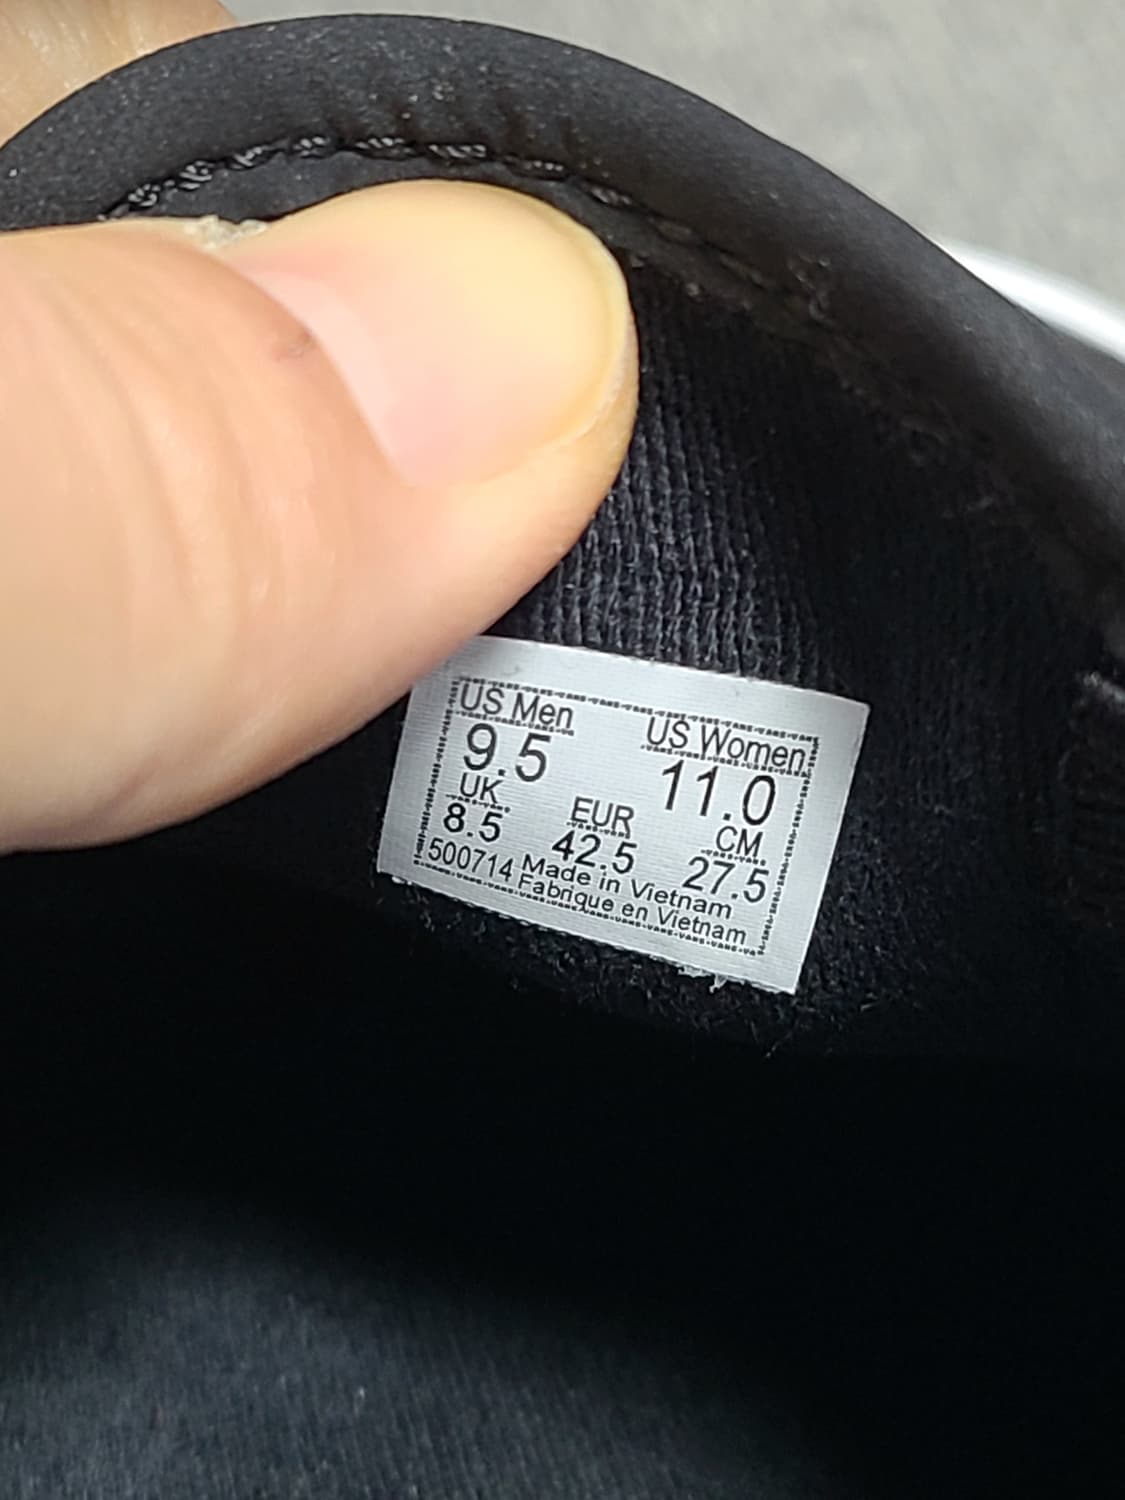 US Men US Women
9.5 11.0
UK EUR CM
8.5 42.5 27.5
500714 Made in Vietnam
Fabrique en Vietnam